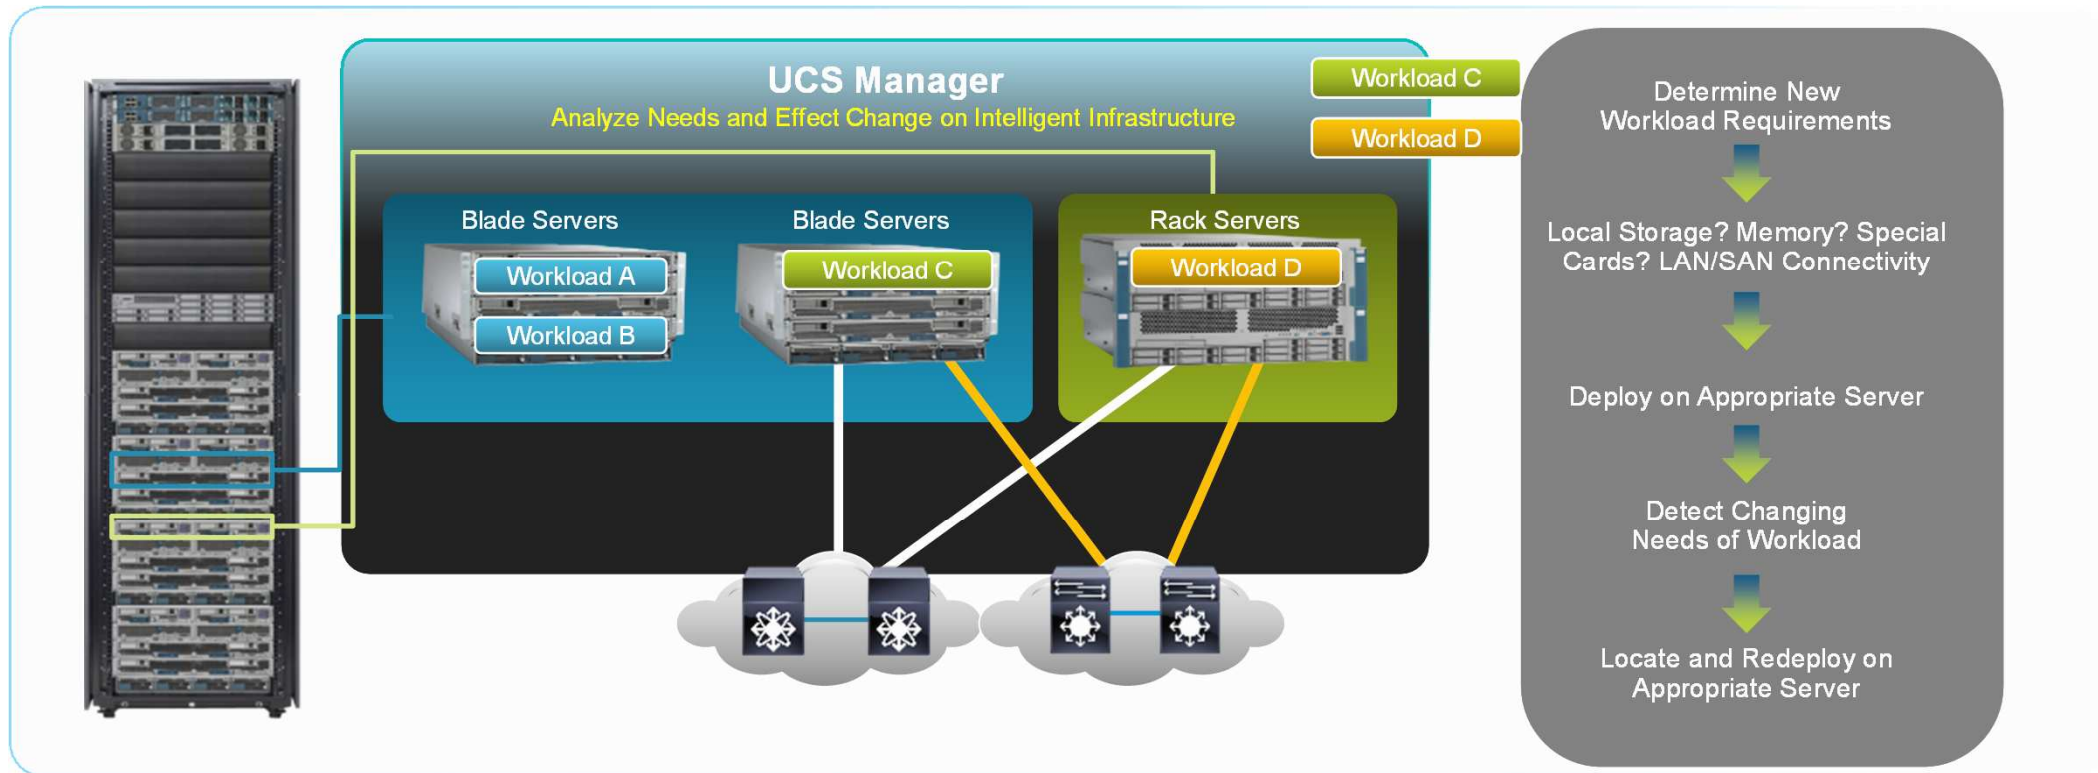 UCS Manager
Analyze Needs and Effect Change on Intelligent Infrastructure
Workload C
Workload D
Blade Servers
Workload A
Workload B
Blade Servers
Workload C
Rack Servers
Workload D
Determine New
Workload Requirements
Local Storage? Memory? Special
Cards? LAN/SAN Connectivity
Deploy on Appropriate Server
Detect Changing
Needs of Workload
Locate and Redeploy on
Appropriate Server